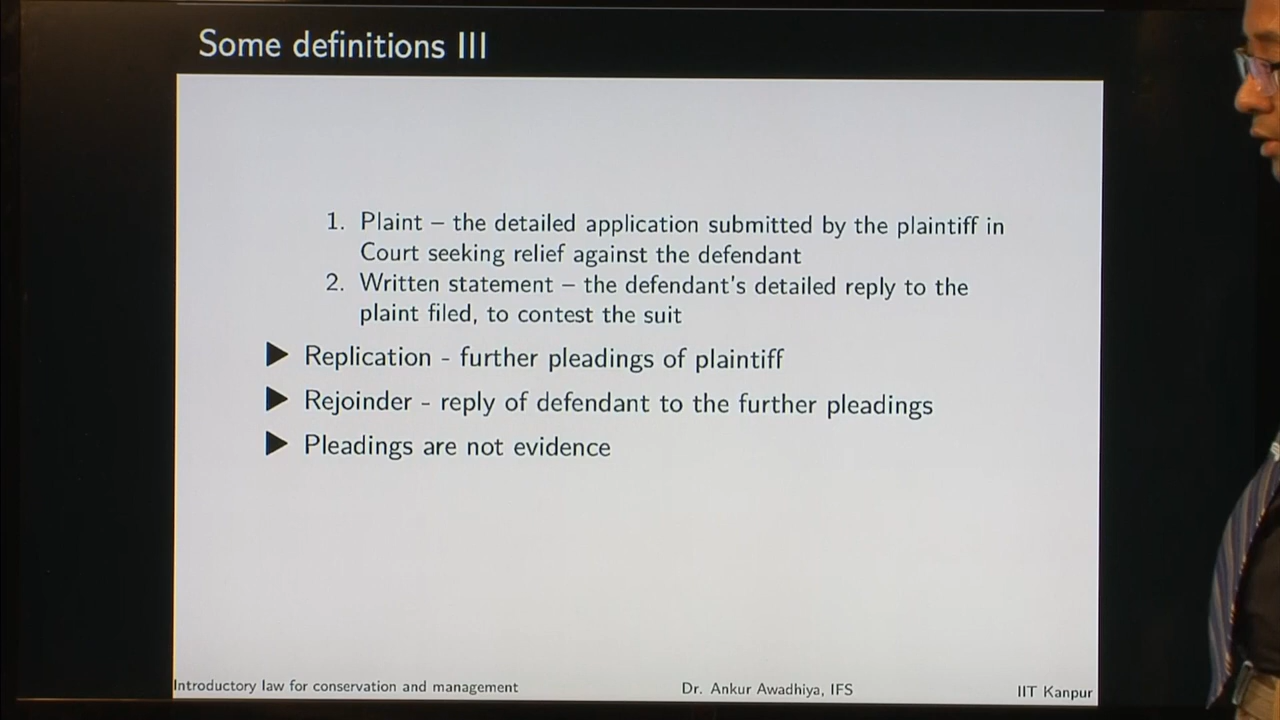 Some definitions III
1. Plaint – the detailed application submitted by the plaintiff in
Court seeking relief against the defendant
2. Written statement – the defendant's detailed reply to the
plaint filed, to contest the suit
Replication - further pleadings of plaintiff
Rejoinder - reply of defendant to the further pleadings
Pleadings are not evidence
Introductory law for conservation and management
Dr. Ankur Awadhiya, IFS
IIT Kanpur